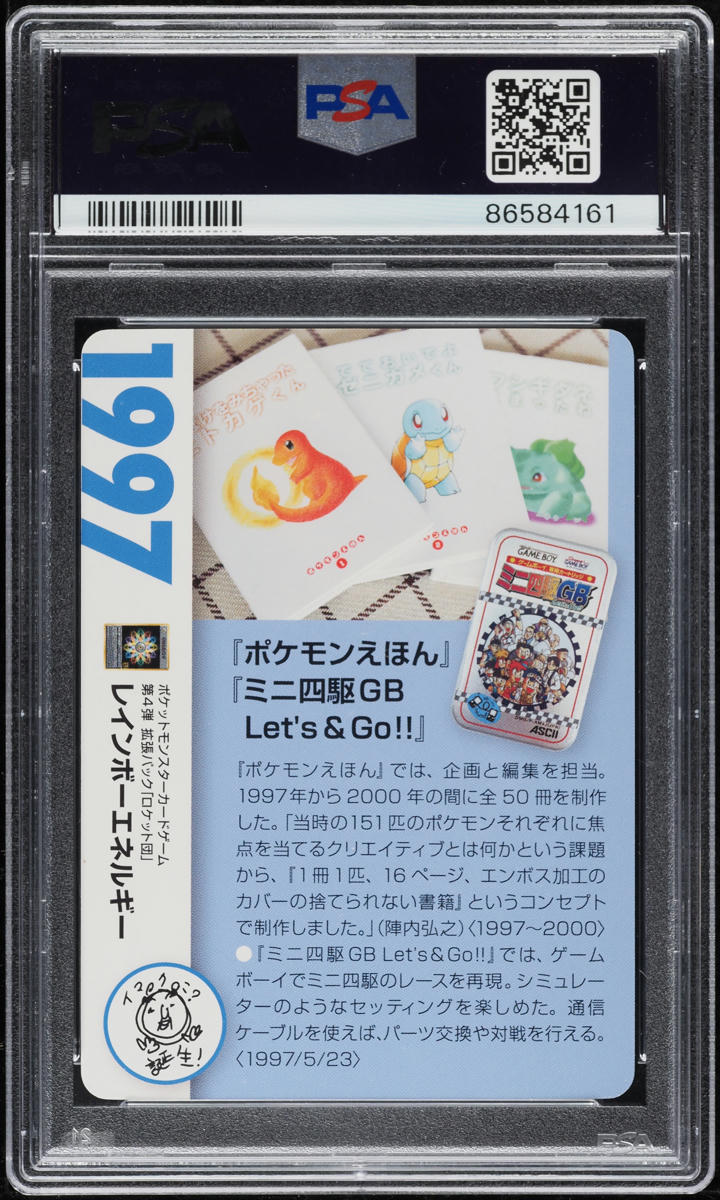 PSA
PSA
86584161
1997
ポケットモンスターカードゲーム
第4弾 拡張パック「ロケット団」
レインボーエネルギー
ポケモンえほん
1
GAME BOY
ミニ四駆GB
ASCII
『ポケモンえほん』
『ミニ四駆GB
Let's&Go!!』
『ポケモンえほん』では、企画と編集を担当。
1997年から2000年の間に全50冊を制作
した。「当時の151匹のポケモンそれぞれに焦
点を当てるクリエイティブとは何かという課題
から、『1冊1匹、16ページ、エンボス加工の
カバーの捨てられない書籍』というコンセプト
で制作しました。」(陣内弘之)〈1997〜2000〉
●『ミニ四駆GB Let's&Go!!』では、ゲーム
ボーイでミニ四駆のレースを再現。シミュレー
ターのようなセッティングを楽しめた。通信
ケーブルを使えば、パーツ交換や対戦を行える。
〈1997/5/23〉
PSA